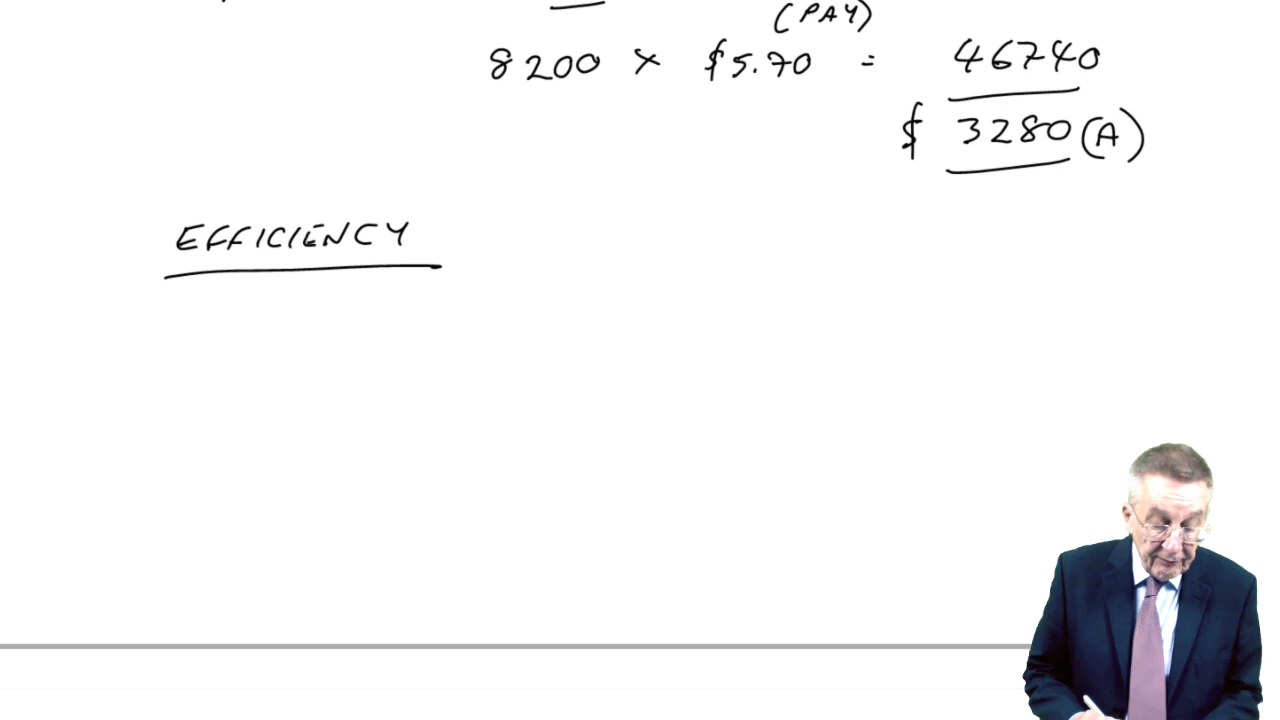 (PAY)
8200 × $5.70 = 46740
$ 3280 (A)
EFFICIENCY